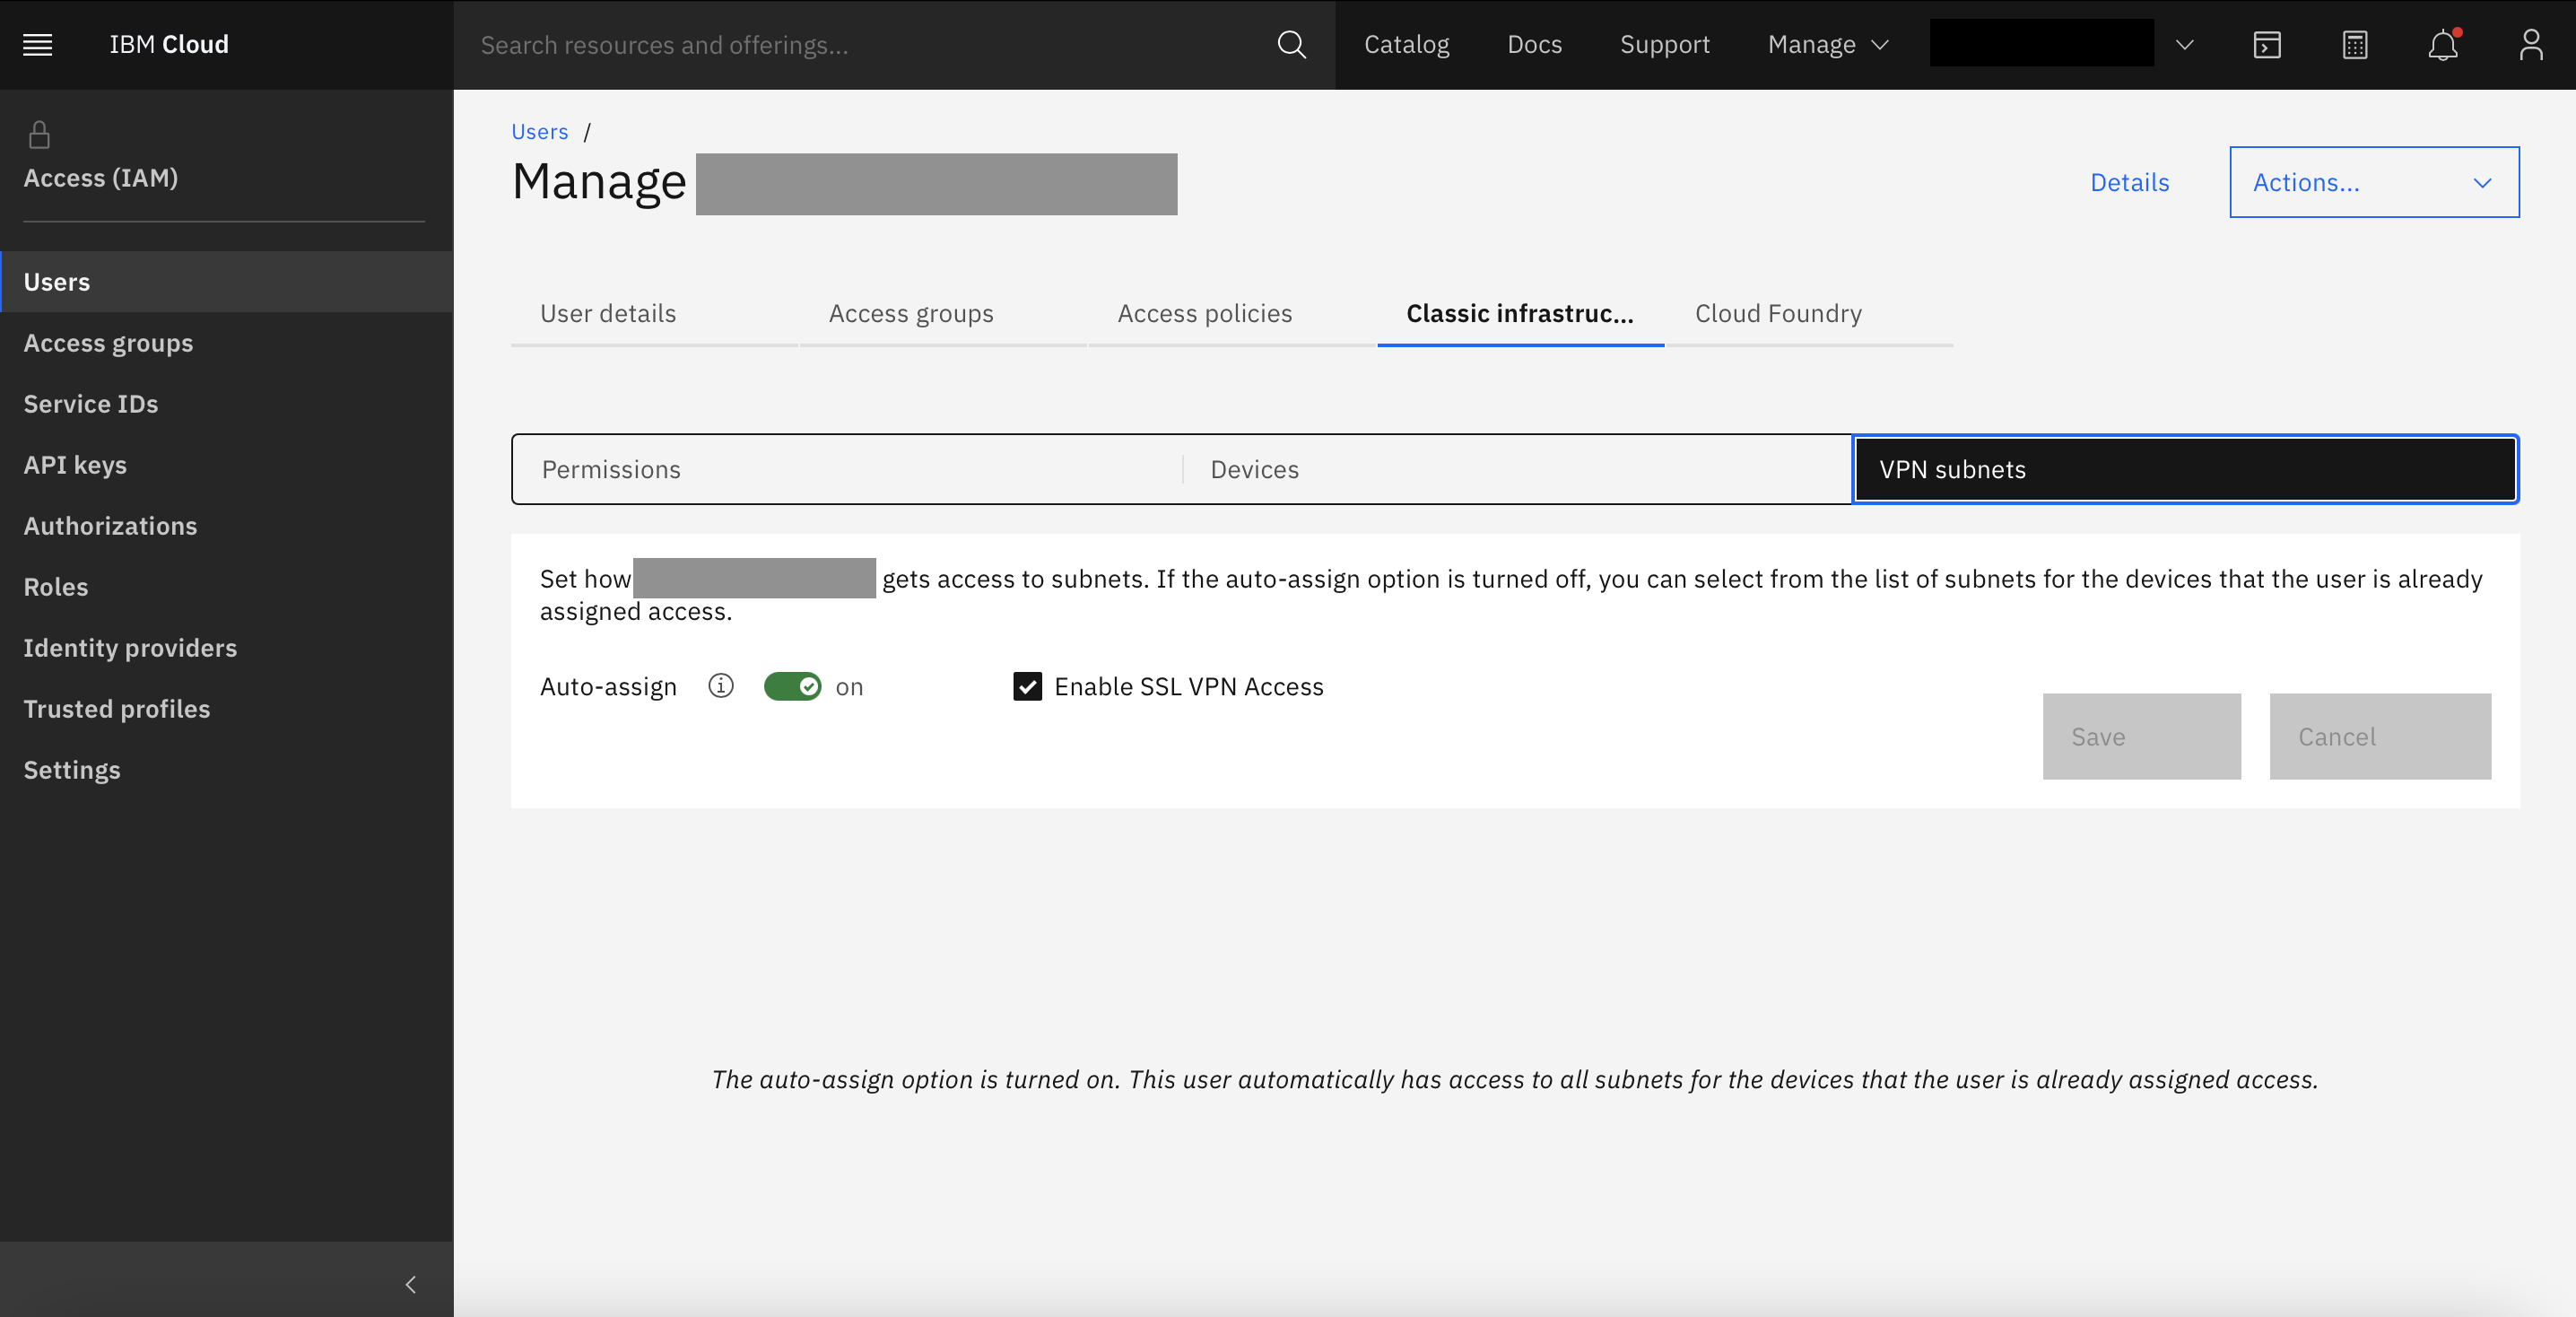 IBM Cloud
Search resources and offerings...
Catalog
Docs
Support
Manage
Access (IAM)
Users
Access groups
Service IDs
API keys
Authorizations
Roles
Identity providers
Trusted profiles
Settings
Users /
Manage
Details
Actions...
User details
Access groups
Access policies
Classic infrastruc...
Cloud Foundry
Permissions
Devices
VPN subnets
Set how gets access to subnets. If the auto-assign option is turned off, you can select from the list of subnets for the devices that the user is already
assigned access.
Auto-assign
on
Enable SSL VPN Access
Save
Cancel
The auto-assign option is turned on. This user automatically has access to all subnets for the devices that the user is already assigned access.